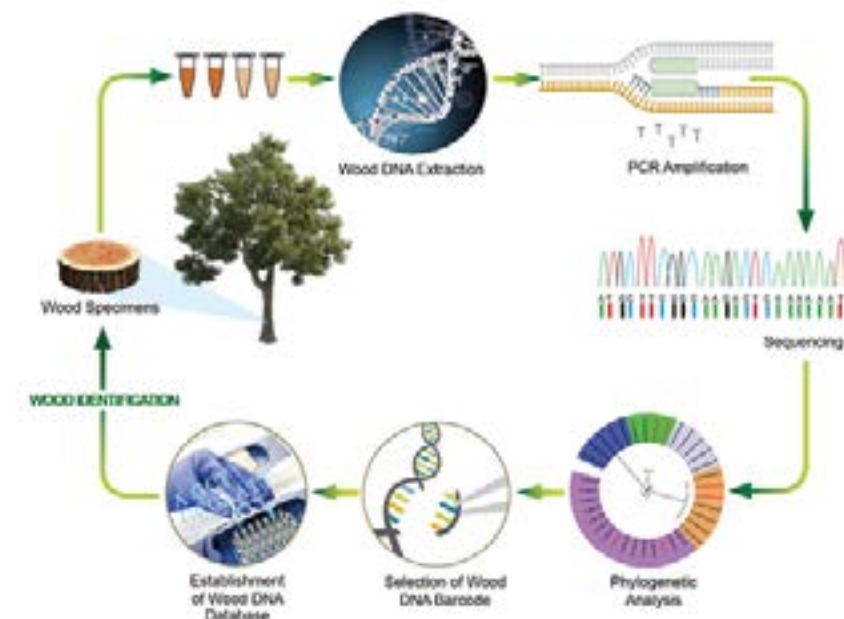 Wood DNA Extraction
PCR Amplification
T T T T T
Wood Specimens
Sequencing
WOOD IDENTIFICATION
Establishment
of Wood DNA
Database
Selection of Wood
DNA Barcode
Phylogenetic
Analysis